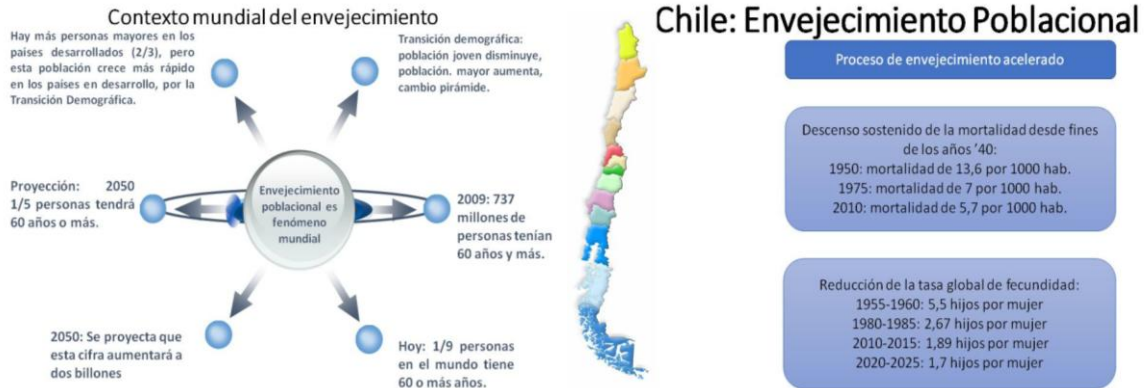 Contexto mundial del envejecimiento
Hay más personas mayores en los
paises desarrollados (2/3), pero
esta población crece más rápido
en los países en desarrollo, por la
Transición Demográfica.
Transición demográfica:
población joven disminuye,
población. mayor aumenta,
cambio pirámide.
Proyección: 2050
1/5 personas tendrá
60 años o más.
Envejecimiento
poblacional es
fenómeno
mundial
2009: 737
millones de
personas tenían
60 años y más.
2050: Se proyecta que
esta cifra aumentará a
dos billones
Hoy: 1/9 personas
en el mundo tiene
60 o más años.
Chile: Envejecimiento Poblacional
Proceso de envejecimiento acelerado
Descenso sostenido de la mortalidad desde fines
de los años '40:
1950: mortalidad de 13,6 por 1000 hab.
1975: mortalidad de 7 por 1000 hab.
2010: mortalidad de 5,7 por 1000 hab.
Reducción de la tasa global de fecundidad:
1955-1960: 5,5 hijos por mujer
1980-1985: 2,67 hijos por mujer
2010-2015: 1,89 hijos por mujer
2020-2025: 1,7 hijos por mujer